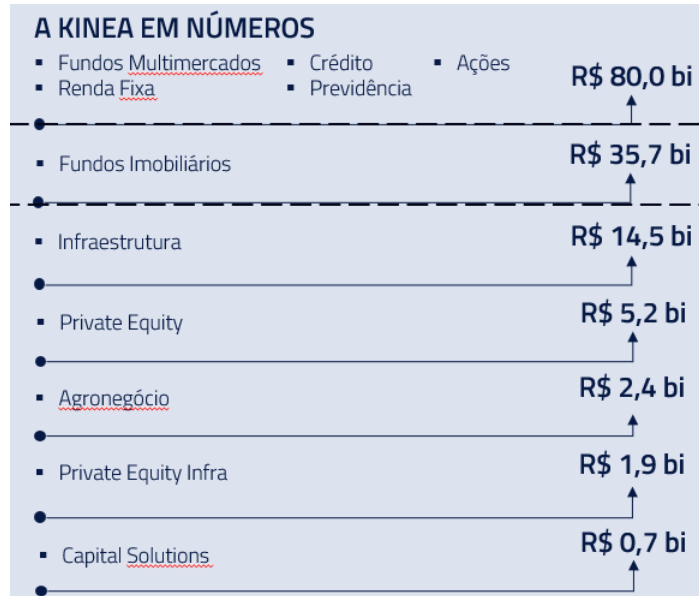 A KINEA EM NÚMEROS
▪ Fundos Multimercados ▪ Crédito ▪ Ações
▪ Renda Fixa ▪ Previdência
R$ 80,0 bi
▪ Fundos Imobiliários R$ 35,7 bi
▪ Infraestrutura R$ 14,5 bi
▪ Private Equity R$ 5,2 bi
▪ Agronegócio R$ 2,4 bi
▪ Private Equity Infra R$ 1,9 bi
▪ Capital Solutions R$ 0,7 bi